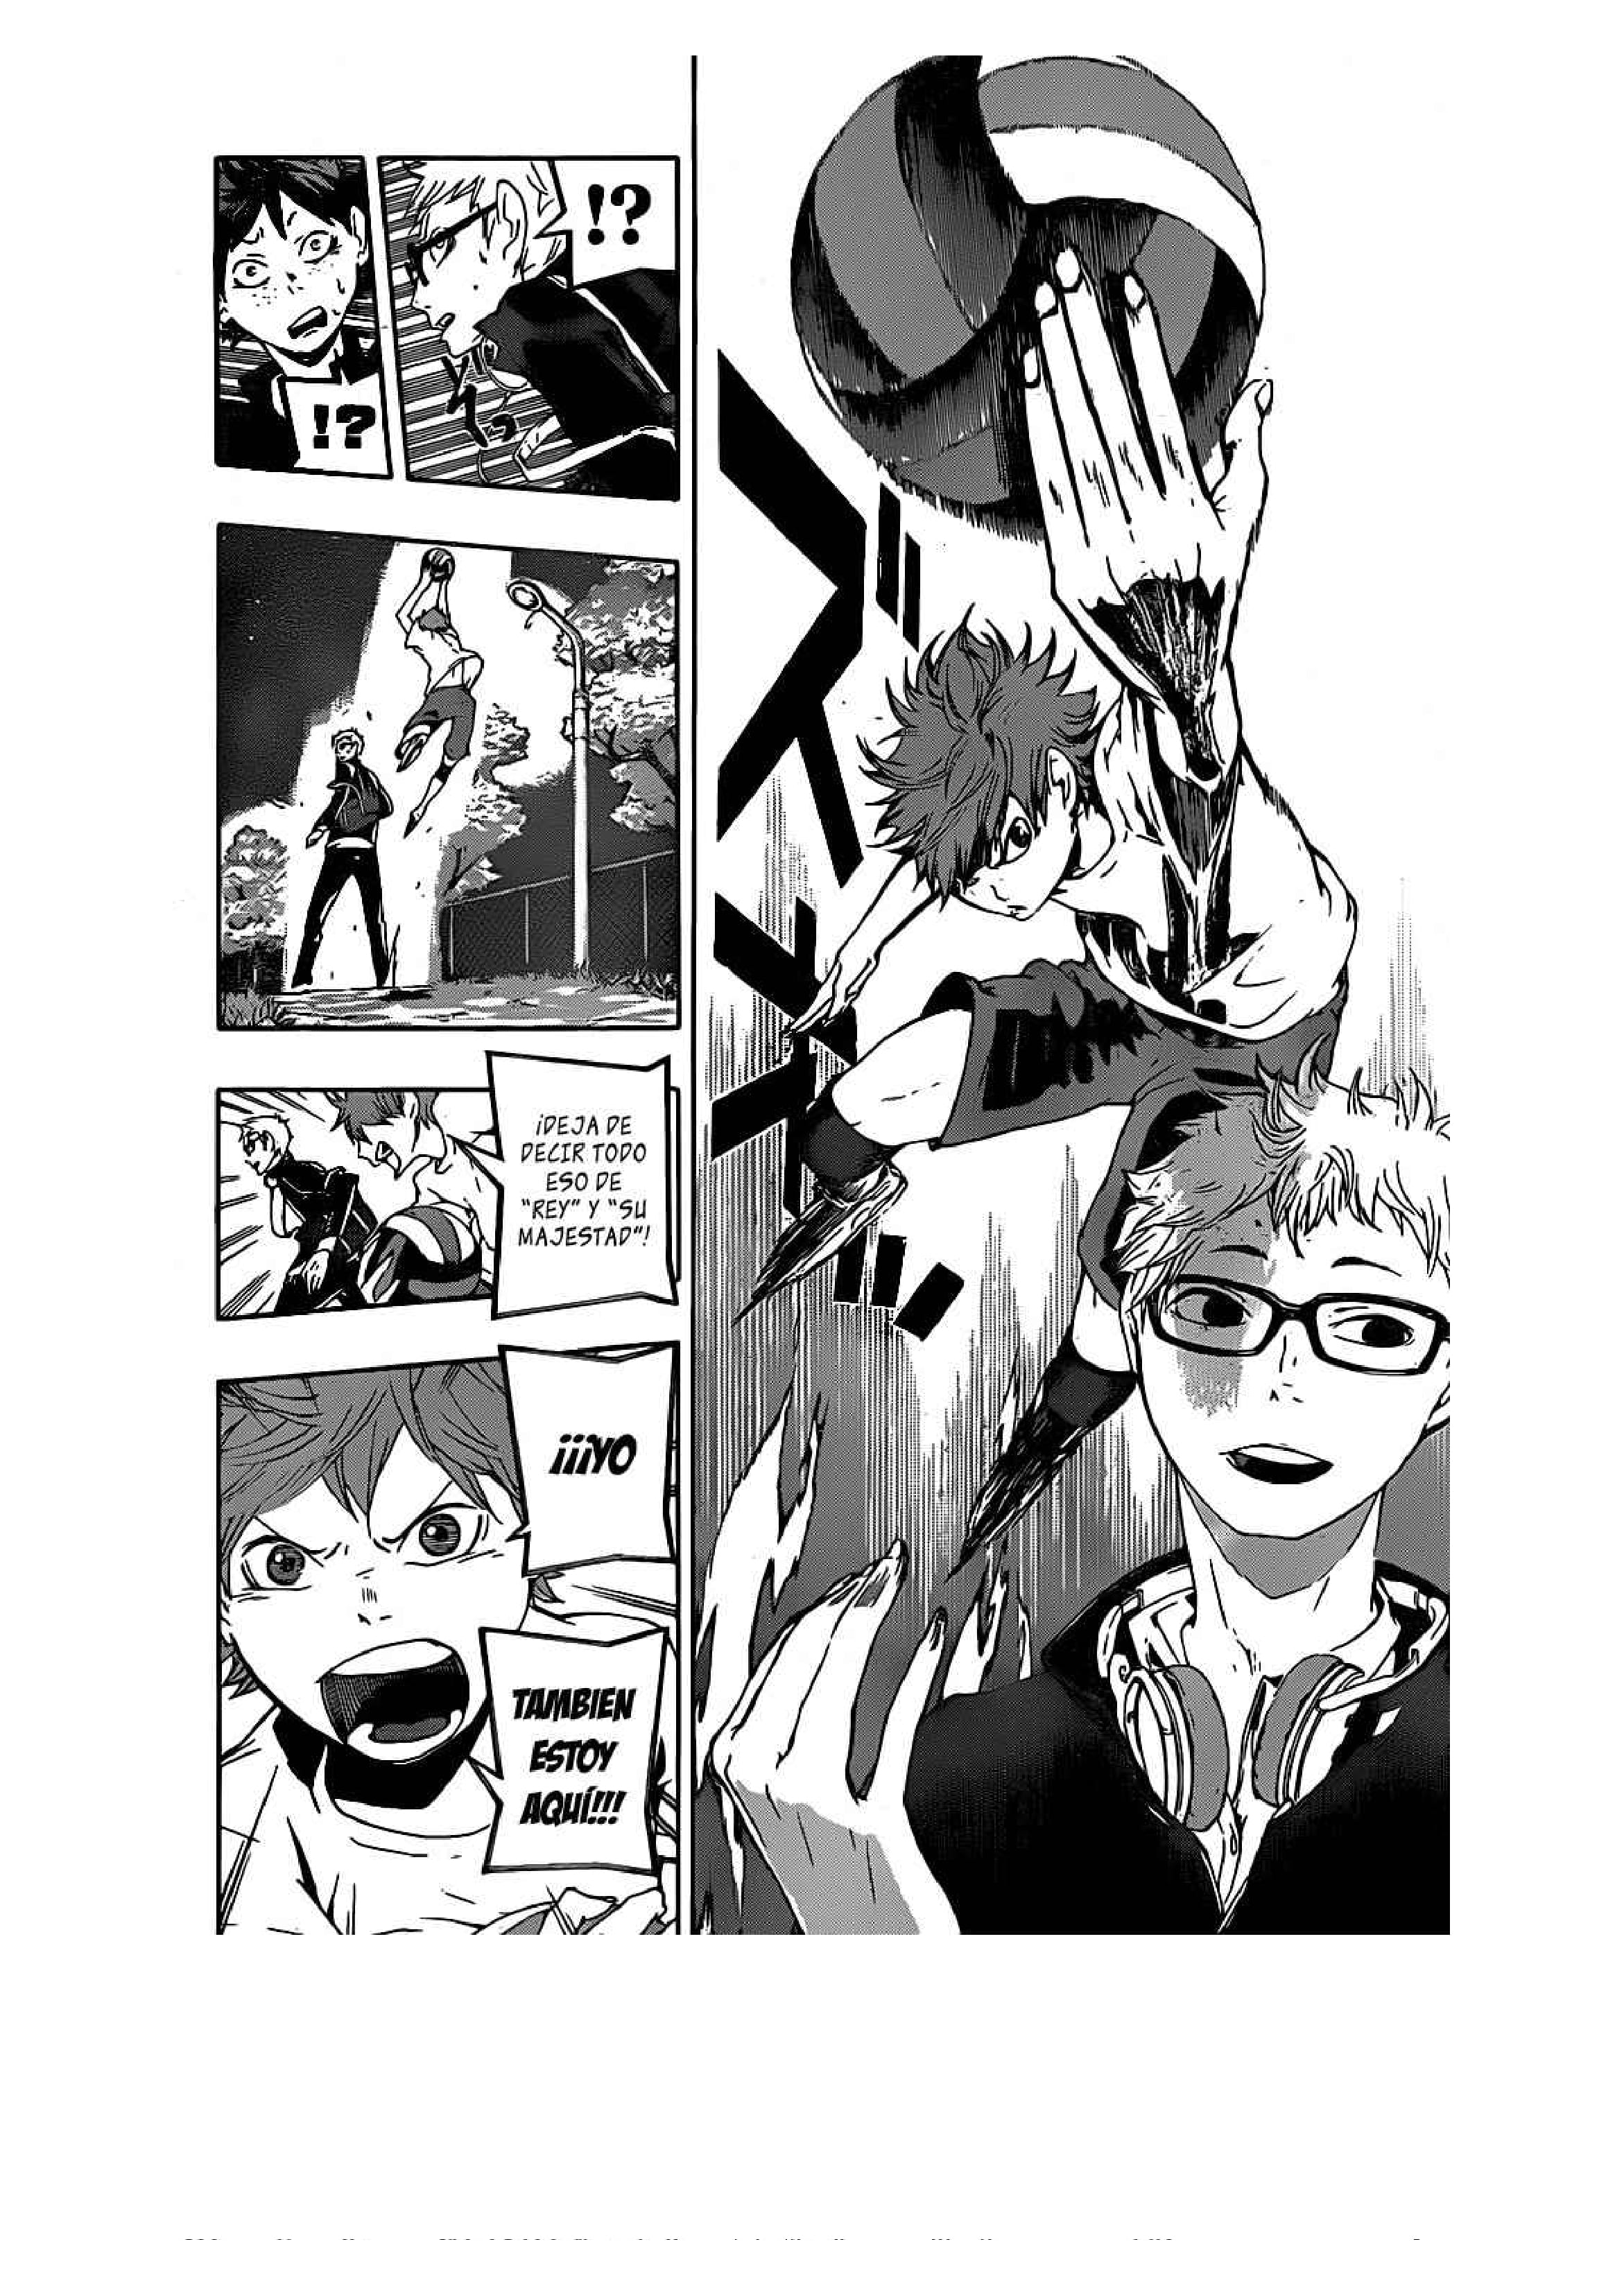 !?
!?
¡DEJA DE
DECIR TODO
ESO DE
"REY" Y "SU
MAJESTAD"!
¡¡¡YO
TAMBIEN
ESTOY
AQUÍ!!!